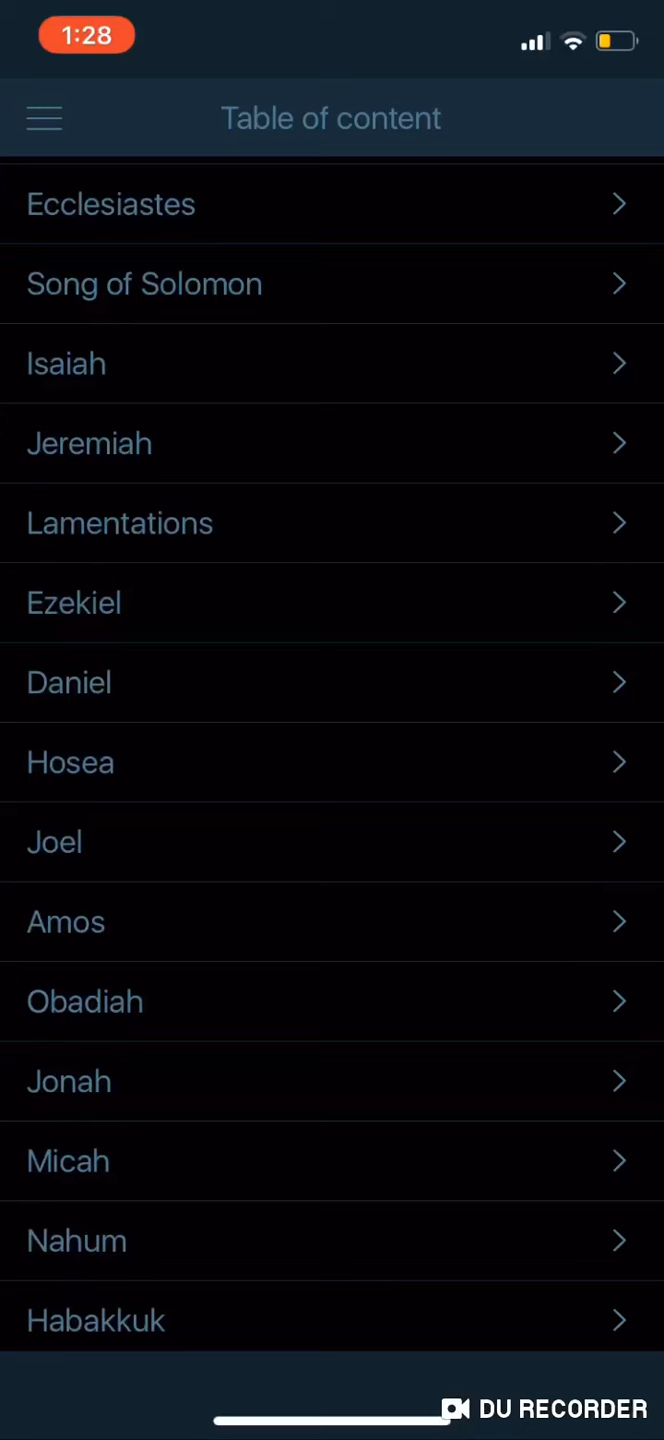 1:28
Table of content
Ecclesiastes
Song of Solomon
Isaiah
Jeremiah
Lamentations
Ezekiel
Daniel
Hosea
Joel
Amos
Obadiah
Jonah
Micah
Nahum
Habakkuk
DU RECORDER